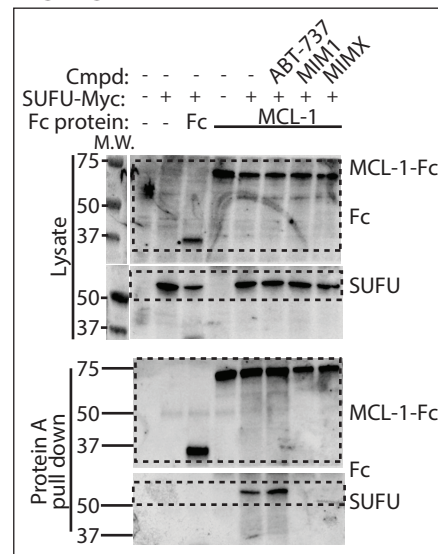 ABT-737
MIM1
MIMX
Cmpd: - - - - -
SUFU-Myc: - + + - + + + +
Fc protein: - - Fc MCL-1
M.W.
75
50
37
MCL-1-Fc
Fc
Lysate
50
37
SUFU
75
50
37
MCL-1-Fc
Fc
Protein A
pull down
50
37
SUFU